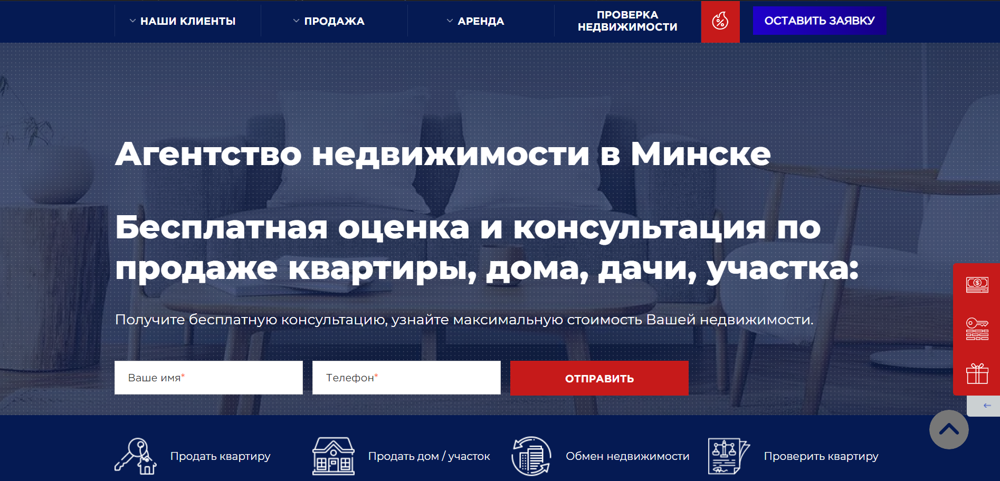 НАШИ КЛИЕНТЫ
ПРОДАЖА
АРЕНДА
ПРОВЕРКА
НЕДВИЖИМОСТИ
ОСТАВИТЬ ЗАЯВКУ
Агентство недвижимости в Минске
Бесплатная оценка и консультация по
продаже квартиры, дома, дачи, участка:
Получите бесплатную консультацию, узнайте максимальную стоимость Вашей недвижимости.
Ваше имя*
Телефон*
ОТПРАВИТЬ
Продать квартиру
Продать дом / участок
Обмен недвижимости
Проверить квартиру